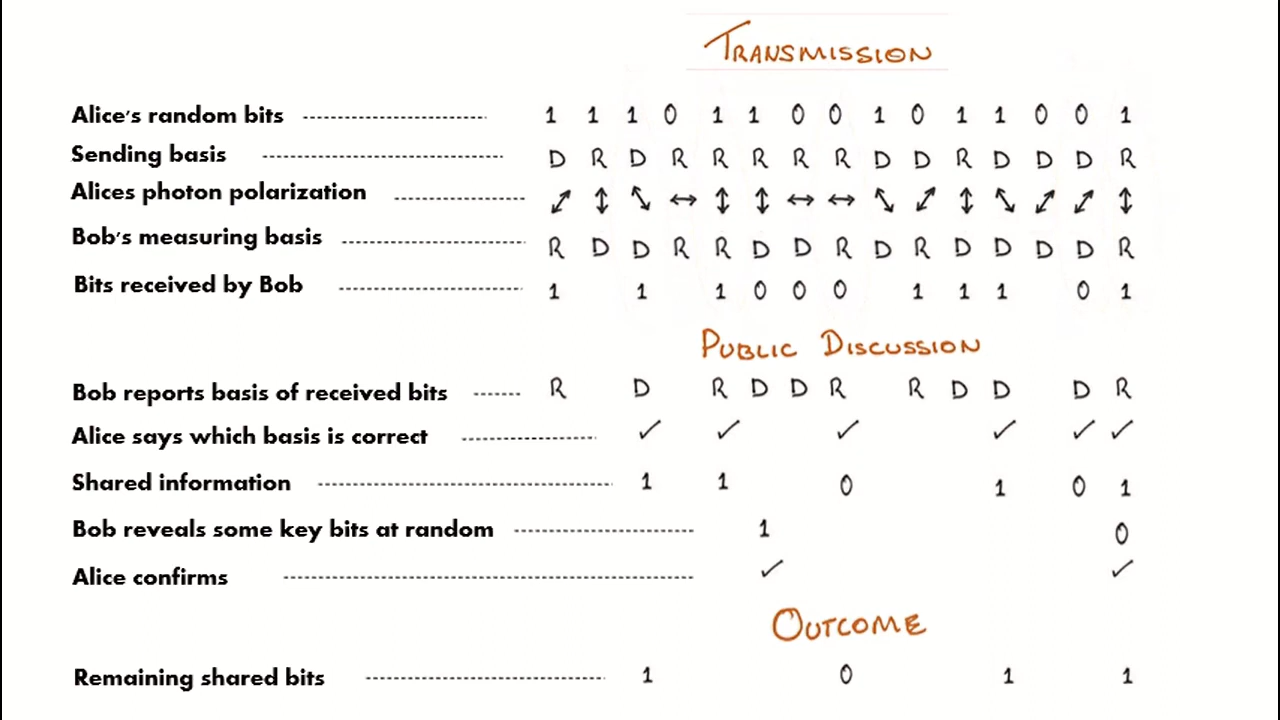 TRANSMISSION
Alice's random bits ---------- 1 1 1 0 1 1 0 0 1 0 1 1 0 0 1
Sending basis ---------- D R D R R R R R D D R D D D R
Alices photon polarization ---------- ⤢ ↕ ⤡ ↔ ↕ ↕ ↔ ↔ ⤡ ⤢ ↕ ⤡ ⤢ ⤢ ↕
Bob's measuring basis ---------- R D D R R D D R D R D D D D R
Bits received by Bob ---------- 1 1 1 0 0 0 1 1 1 0 1
PUBLIC DISCUSSION
Bob reports basis of received bits ------ R D R D D R R D D D R
Alice says which basis is correct ---------- ✓ ✓ ✓ ✓ ✓ ✓
Shared information ---------- 1 1 0 1 0 1
Bob reveals some key bits at random ---------- 1 0
Alice confirms ---------- ✓ ✓
OUTCOME
Remaining shared bits ---------- 1 0 1 1